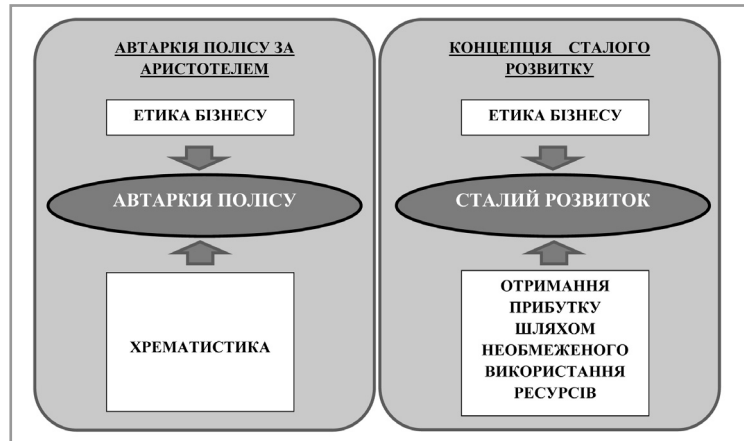 АВТАРКІЯ ПОЛІСУ ЗА
АРИСТОТЕЛЕМ
ЕТИКА БІЗНЕСУ
АВТАРКІЯ ПОЛІСУ
ХРЕМАТИСТИКА
КОНЦЕПЦІЯ СТАЛОГО
РОЗВИТКУ
ЕТИКА БІЗНЕСУ
СТАЛИЙ РОЗВИТОК
ОТРИМАННЯ
ПРИБУТКУ
ШЛЯХОМ
НЕОБМЕЖЕНОГО
ВИКОРИСТАННЯ
РЕСУРСІВ